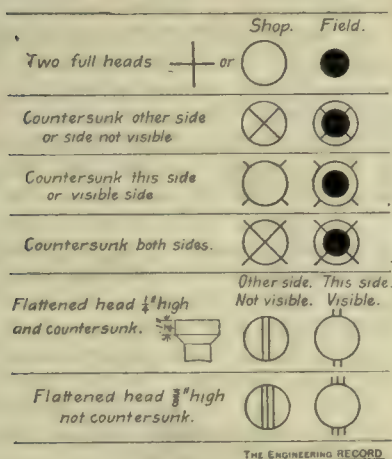 Shop. Field.
Two full heads or
Countersunk other side
or side not visible
Countersunk this side
or visible side
Countersunk both sides.
Other side. This side.
Not visible. Visible.
Flattened head ¼" high
and countersunk.
Flattened head ⅜" high
not countersunk.
THE ENGINEERING RECORD